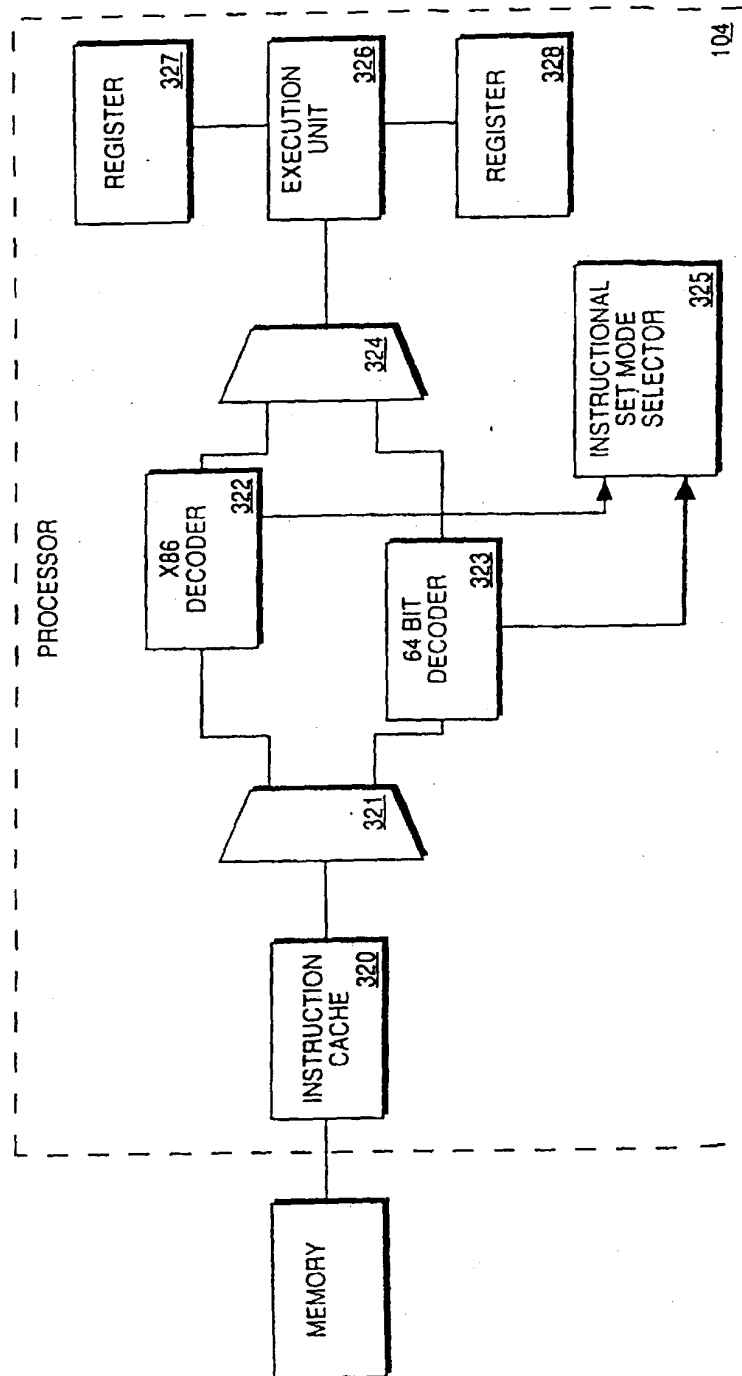 PROCESSOR
MEMORY
INSTRUCTION
CACHE
320
321
X86
DECODER
322
64 BIT
DECODER
323
324
INSTRUCTIONAL
SET MODE
SELECTOR
325
REGISTER
327
EXECUTION
UNIT
326
REGISTER
328
104